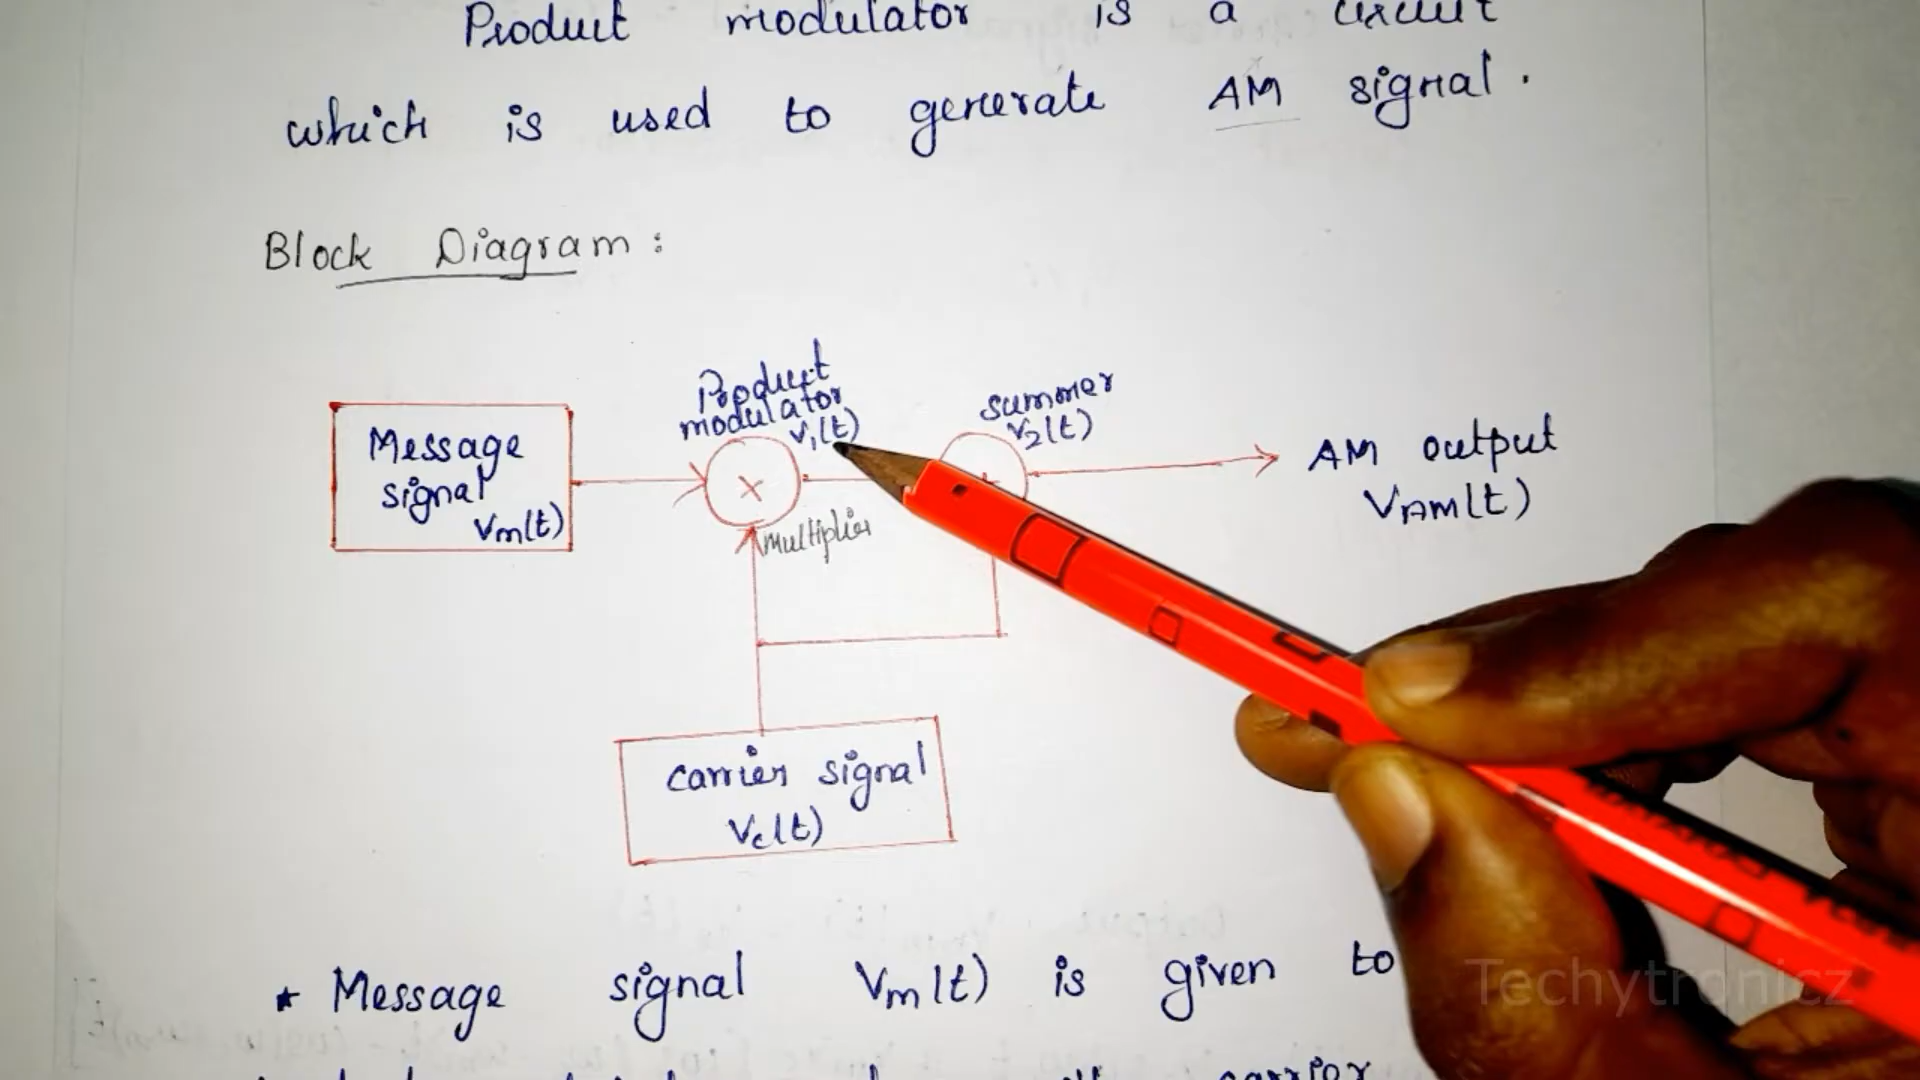 Product modulator is a circuit
which is used to generate AM signal.
Block Diagram:
Product
modulator
V1(t)
summer
V2(t)
Message
signal
Vm(t)
x
multiplier
AM output
VAM(t)
carrier signal
Vc(t)
* Message signal Vm(t) is given to
carrier
Techytronicz